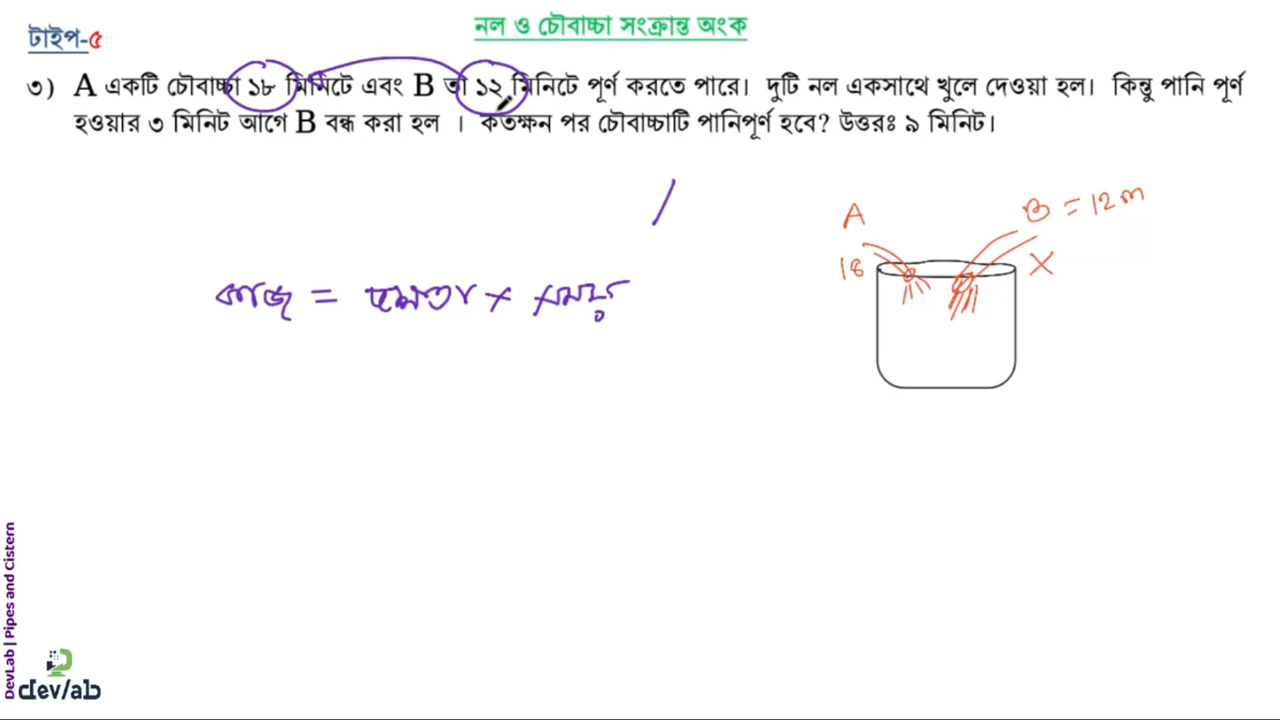 নল ও চৌবাচ্চা সংক্রান্ত অংক
টাইপ-৫
৩) A একটি চৌবাচ্চা ১৮ মিনিটে এবং B তা ১২ মিনিটে পূর্ণ করতে পারে। দুটি নল একসাথে খুলে দেওয়া হল। কিন্তু পানি পূর্ণ
হওয়ার ৩ মিনিট আগে B বন্ধ করা হল । কতক্ষন পর চৌবাচ্চাটি পানিপূর্ণ হবে? উত্তরঃ ৯ মিনিট।
A
B = 12 m
18
X
কাজ = দক্ষতা × সময়
DevLab | Pipes and Cistern
dev/ab